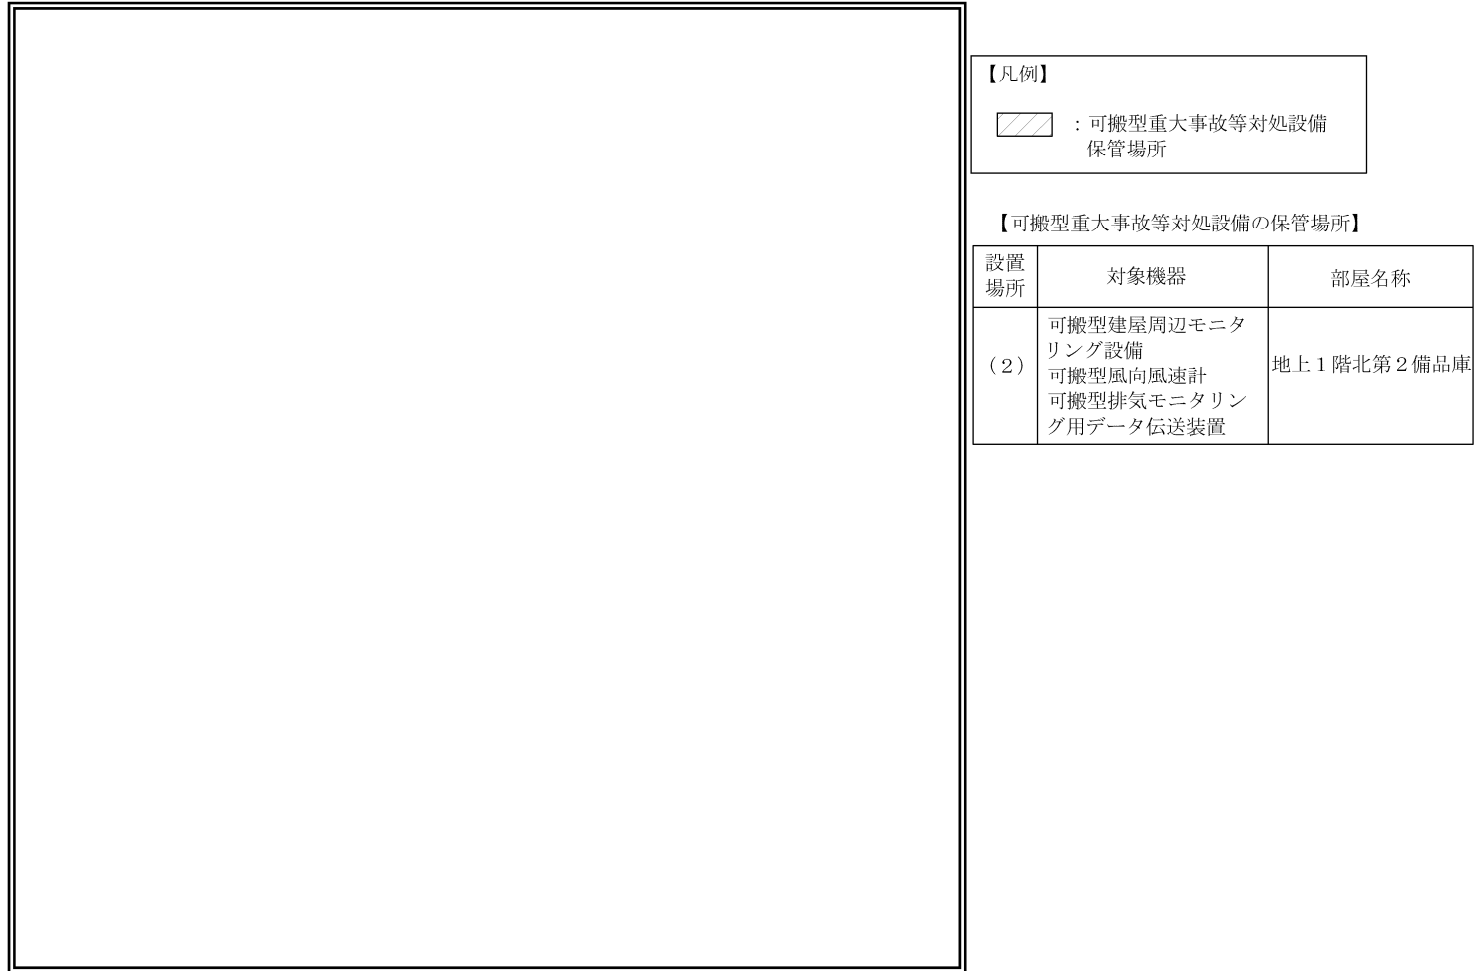 【凡例】
：可搬型重大事故等対処設備
保管場所
【可搬型重大事故等対処設備の保管場所】
設置
場所
対象機器
部屋名称
（２）
可搬型建屋周辺モニタ
リング設備
可搬型風向風速計
可搬型排気モニタリン
グ用データ伝送装置
地上１階北第２備品庫